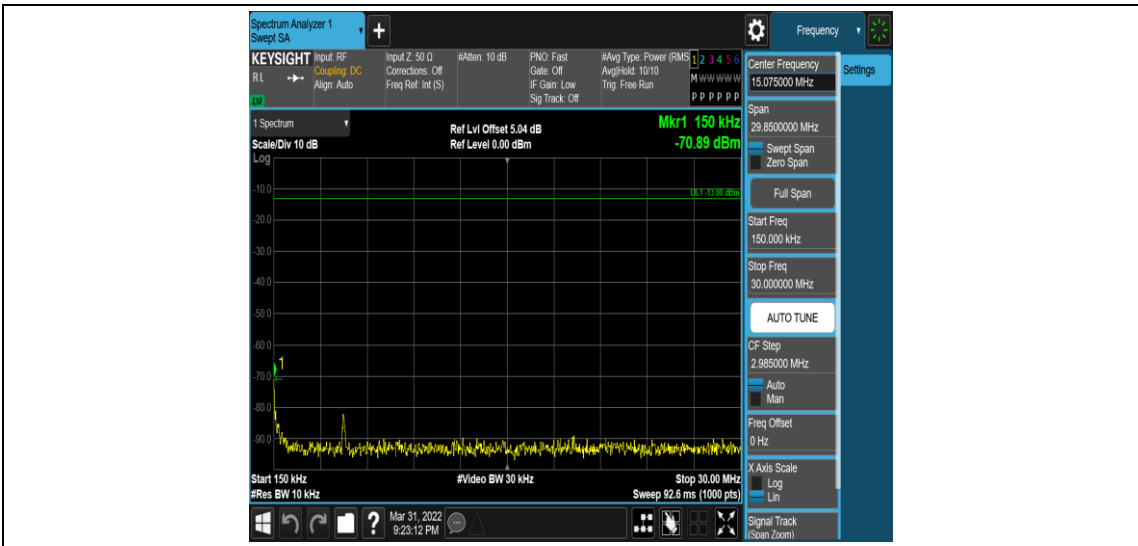 Spectrum Analyzer 1
Swept SA
+
Frequency
KEYSIGHT
RL
Input: RF
Coupling: DC
Align: Auto
Input Z: 50 Ω
Corrections: Off
Freq Ref: Int (S)
#Atten: 10 dB
PNO: Fast
Gate: Off
IF Gain: Low
Sig Track: Off
#Avg Type: Power (RMS
Avg|Hold: 10/10
Trig: Free Run
1 2 3 4 5 6
M W W W W W
P P P P P P
Center Frequency
15.075000 MHz
Settings
Span
29.8500000 MHz
Swept Span
Zero Span
Full Span
Start Freq
150.000 kHz
Stop Freq
30.000000 MHz
AUTO TUNE
CF Step
2.985000 MHz
Auto
Man
Freq Offset
0 Hz
X Axis Scale
Log
Lin
Signal Track
(Span Zoom)
1 Spectrum
Scale/Div 10 dB
Log
Ref Lvl Offset 5.04 dB
Ref Level 0.00 dBm
Mkr1 150 kHz
-70.89 dBm
DL1 -13.00 dBm
-10.0
-20.0
-30.0
-40.0
-50.0
-60.0
1
-70.0
-80.0
-90.0
Start 150 kHz
#Video BW 30 kHz
Stop 30.00 MHz
#Res BW 10 kHz
Sweep 92.6 ms (1000 pts)
?
Mar 31, 2022
9:23:12 PM